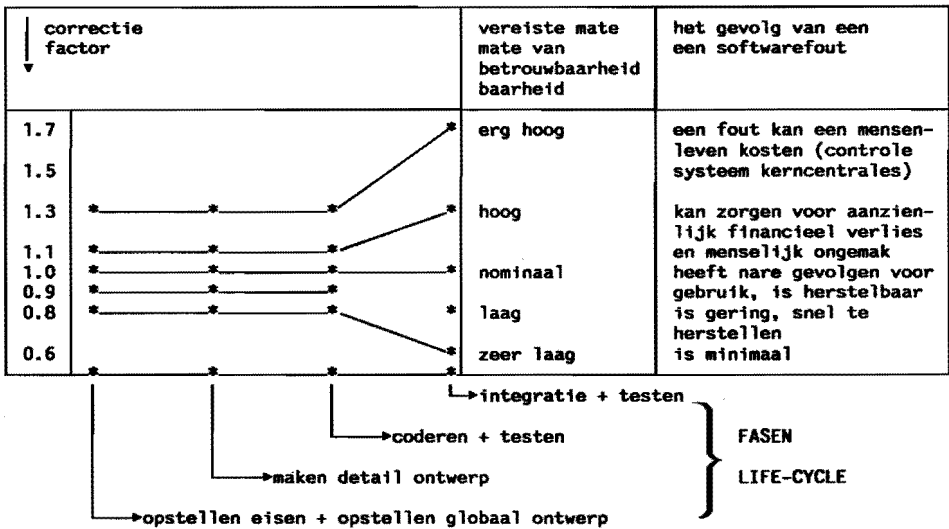 correctie
factor
vereiste mate
mate van
betrouwbaarheid
baarheid
het gevolg van een
een softwarefout
1.7
erg hoog
een fout kan een mensen-
leven kosten (controle
1.5
systeem kerncentrales)
1.3
* * *
hoog
kan zorgen voor aanzien-
lijk financieel verlies
1.1
* * *
en menselijk ongemak
1.0
* * * *
nominaal
heeft nare gevolgen voor
0.9
* * *
gebruik, is herstelbaar
0.8
* * * *
laag
is gering, snel te
herstellen
0.6
zeer laag
is minimaal
* * * *
integratie + testen
coderen + testen
FASEN
maken detail ontwerp
LIFE-CYCLE
opstellen eisen + opstellen globaal ontwerp